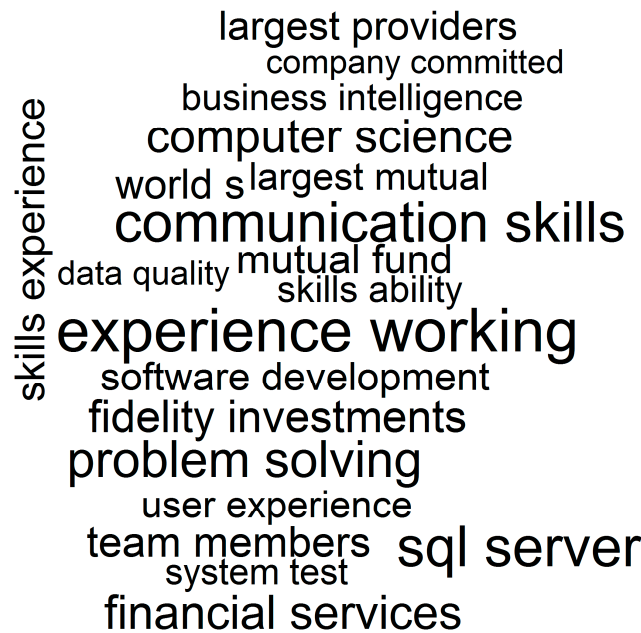 largest providers
company committed
business intelligence
computer science
world s
largest mutual
communication skills
mutual fund
data quality
skills ability
skills experience
experience working
software development
fidelity investments
problem solving
user experience
team members
sql server
system test
financial services